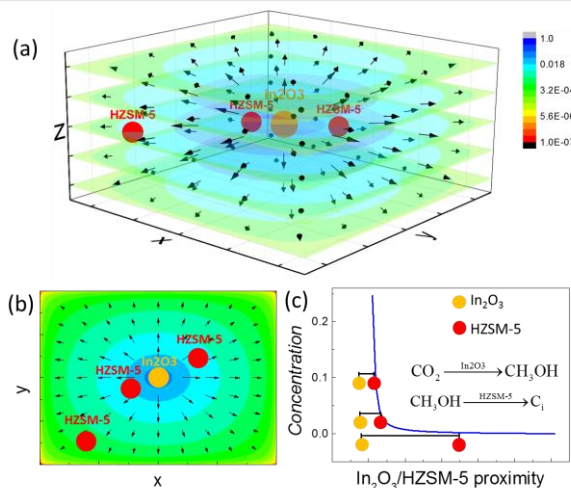 (a)
1.0
0.018
3.2E-04
5.6E-06
1.0E-07
In2O3
HZSM-5
HZSM-5
HZSM-5
Z
x
y
(b)
In2O3
HZSM-5
HZSM-5
HZSM-5
y
x
(c)
In₂O₃
HZSM-5
Concentration
0.2
0.1
0.0
CO₂ In2O3 CH₃OH
CH₃OH HZSM-5 Cᵢ
In₂O₃/HZSM-5 proximity